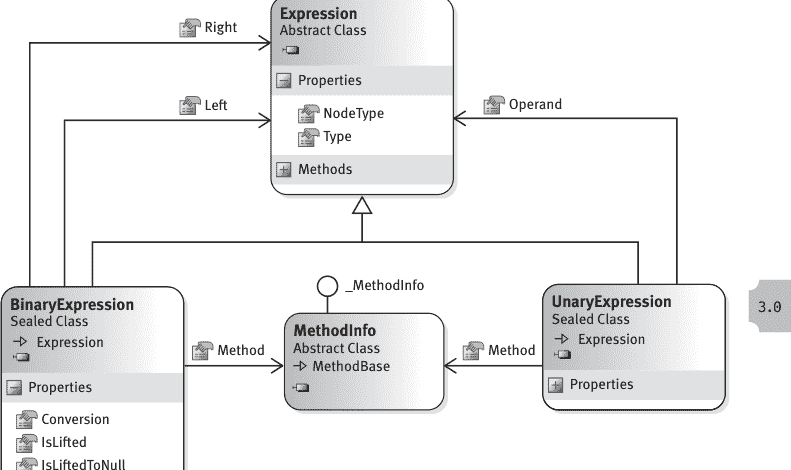 Expression
Abstract Class
Right
Properties
Left
NodeType
Operand
Type
Methods
_MethodInfo
BinaryExpression
Sealed Class
Expression
Method
MethodInfo
Abstract Class
MethodBase
Method
UnaryExpression
Sealed Class
Expression
3.0
Properties
Properties
Conversion
IsLifted
IsLiftedToNull